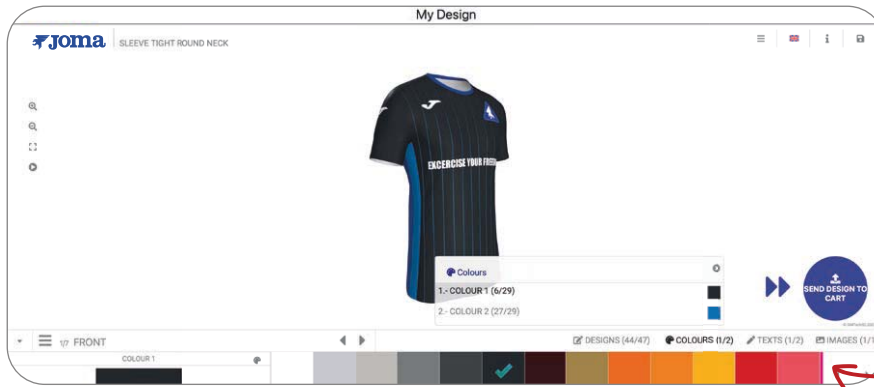 My Design
Joma
SLEEVE TIGHT ROUND NECK
EXCERCISE YOUR
Colours
1.- COLOUR 1 (6/29)
2.- COLOUR 2 (27/29)
SEND DESIGN TO
CART
FRONT
DESIGNS (44/47)
COLOURS (1/2)
TEXTS (1/2)
IMAGES (1/1
COLOUR 1